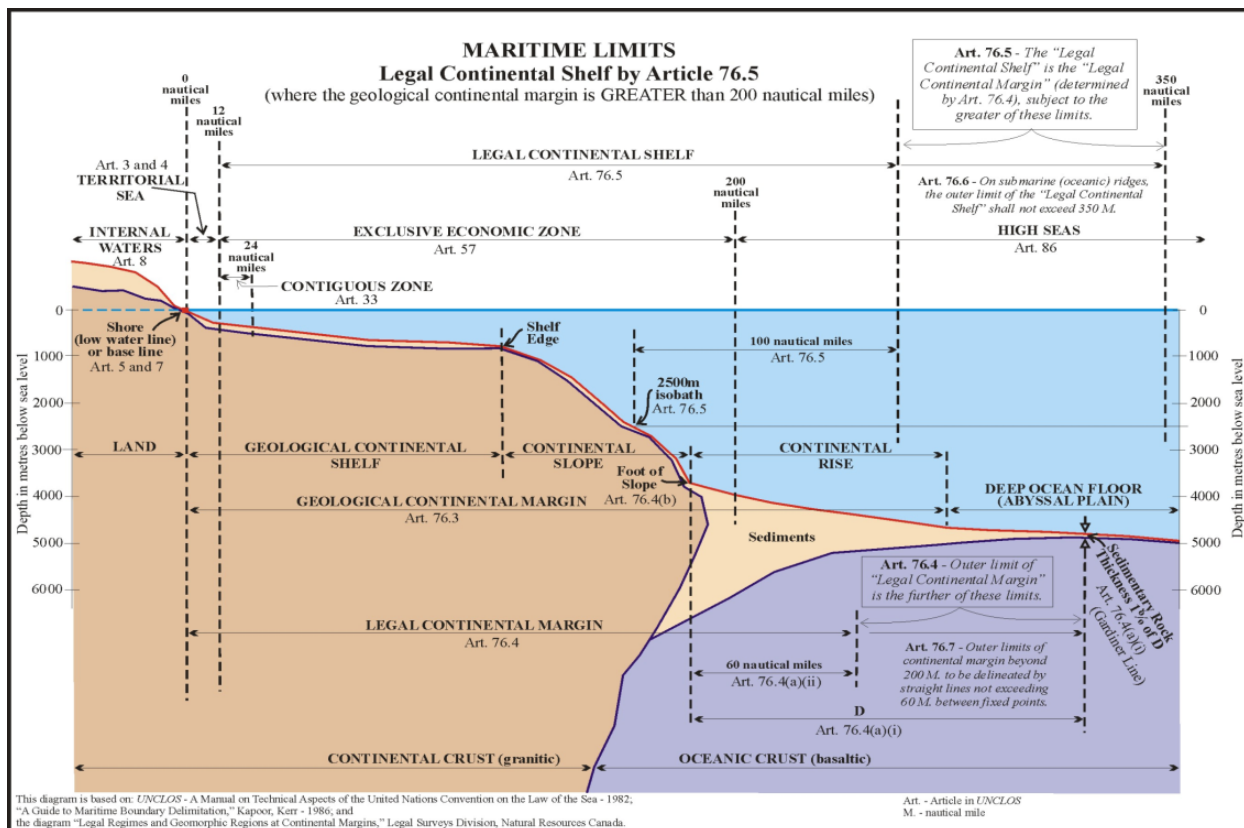 MARITIME LIMITS
Legal Continental Shelf by Article 76.5
(where the geological continental margin is GREATER than 200 nautical miles)
0
nautical
miles
12
nautical
miles
Art. 76.5 - The "Legal
Continental Shelf" is the "Legal
Continental Margin"
(determined
by Art. 76.4), subject to the
greater of these limits.
350
nautical
miles
LEGAL CONTINENTAL SHELF
Art. 76.5
Art. 3 and 4
TERRITORIAL
SEA
200
nautical
miles
Art. 76.6 - On submarine (oceanic) ridges,
the outer limit of the "Legal Continental
Shelf" shall not exceed 350 M.
INTERNAL
WATERS
Art. 8
EXCLUSIVE ECONOMIC ZONE
Art. 57
HIGH SEAS
Art. 86
24
nautical
miles
CONTIGUOUS ZONE
Art. 33
0
1000
2000
3000
4000
5000
6000
Depth in metres below sea level
0
1000
2000
3000
4000
5000
6000
Depth in metres below sea level
Shore
(low water line)
or base line
Art. 5 and 7
Shelf
Edge
100 nautical miles
Art. 76.5
2500m
isobath
Art. 76.5
LAND
GEOLOGICAL CONTINENTAL
SHELF
CONTINENTAL
SLOPE
CONTINENTAL
RISE
Foot of
Slope
Art. 76.4(b)
GEOLOGICAL CONTINENTAL MARGIN
Art. 76.3
DEEP OCEAN FLOOR
(ABYSSAL PLAIN)
Sediments
Sedimentary Rock
Thickness 1% of D
Art. 76.4(a)(i)
(Gardiner Line)
Art. 76.4 - Outer limit of
"Legal Continental Margin"
is the further of these limits.
LEGAL CONTINENTAL MARGIN
Art. 76.4
60 nautical miles
Art. 76.4(a)(ii)
Art. 76.7 - Outer limits of
continental margin beyond
200 M. to be delineated by
straight lines not exceeding
60 M. between fixed points.
D
Art. 76.4(a)(i)
CONTINENTAL CRUST (granitic)
OCEANIC CRUST (basaltic)
This diagram is based on: UNCLOS - A Manual on Technical Aspects of the United Nations Convention on the Law of the Sea - 1982;
"A Guide to Maritime Boundary Delimitation," Kapoor, Kerr - 1986; and
the diagram "Legal Regimes and Geomorphic Regions at Continental Margins," Legal Surveys Division, Natural Resources Canada.
Art. - Article in UNCLOS
M. - nautical mile